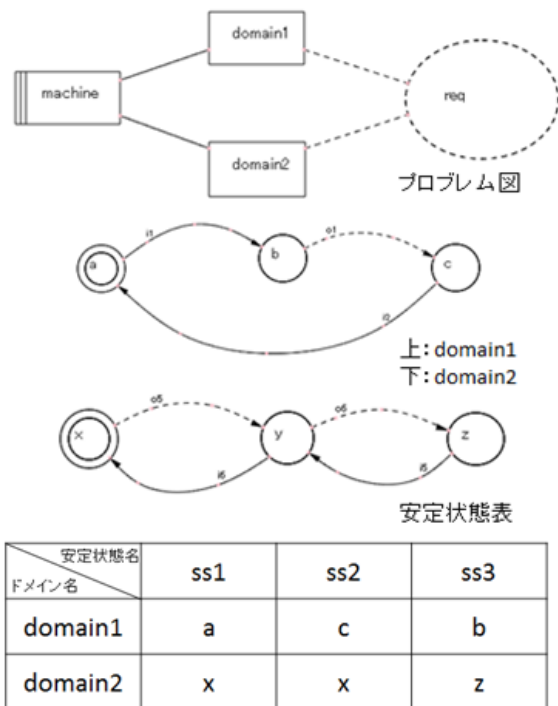 domain1
machine
req
domain2
プロブレム図
i1
o1
a
b
c
i2
上：domain1
下：domain2
o5
o6
x
y
z
i6
i5
安定状態表
安定状態名
ドメイン名
ss1
ss2
ss3
domain1
a
c
b
domain2
x
x
z